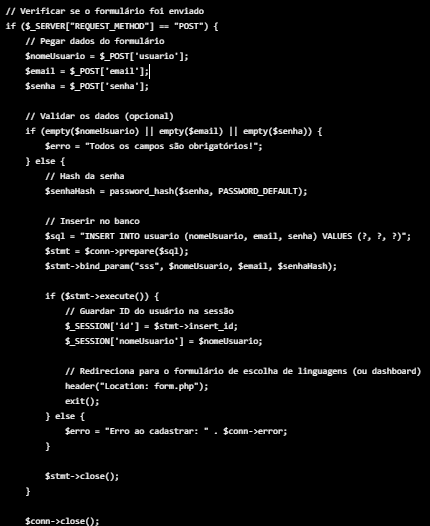 // Verificar se o formulário foi enviado
if ($_SERVER["REQUEST_METHOD"] == "POST") {
    // Pegar dados do formulário
    $nomeUsuario = $_POST['usuario'];
    $email = $_POST['email'];
    $senha = $_POST['senha'];

    // Validar os dados (opcional)
    if (empty($nomeUsuario) || empty($email) || empty($senha)) {
        $erro = "Todos os campos são obrigatórios!";
    } else {
        // Hash da senha
        $senhaHash = password_hash($senha, PASSWORD_DEFAULT);

        // Inserir no banco
        $sql = "INSERT INTO usuario (nomeUsuario, email, senha) VALUES (?, ?, ?)";
        $stmt = $conn->prepare($sql);
        $stmt->bind_param("sss", $nomeUsuario, $email, $senhaHash);

        if ($stmt->execute()) {
            // Guardar ID do usuário na sessão
            $_SESSION['id'] = $stmt->insert_id;
            $_SESSION['nomeUsuario'] = $nomeUsuario;

            // Redireciona para o formulário de escolha de linguagens (ou dashboard)
            header("Location: form.php");
            exit();
        } else {
            $erro = "Erro ao cadastrar: " . $conn->error;
        }

        $stmt->close();
    }

    $conn->close();